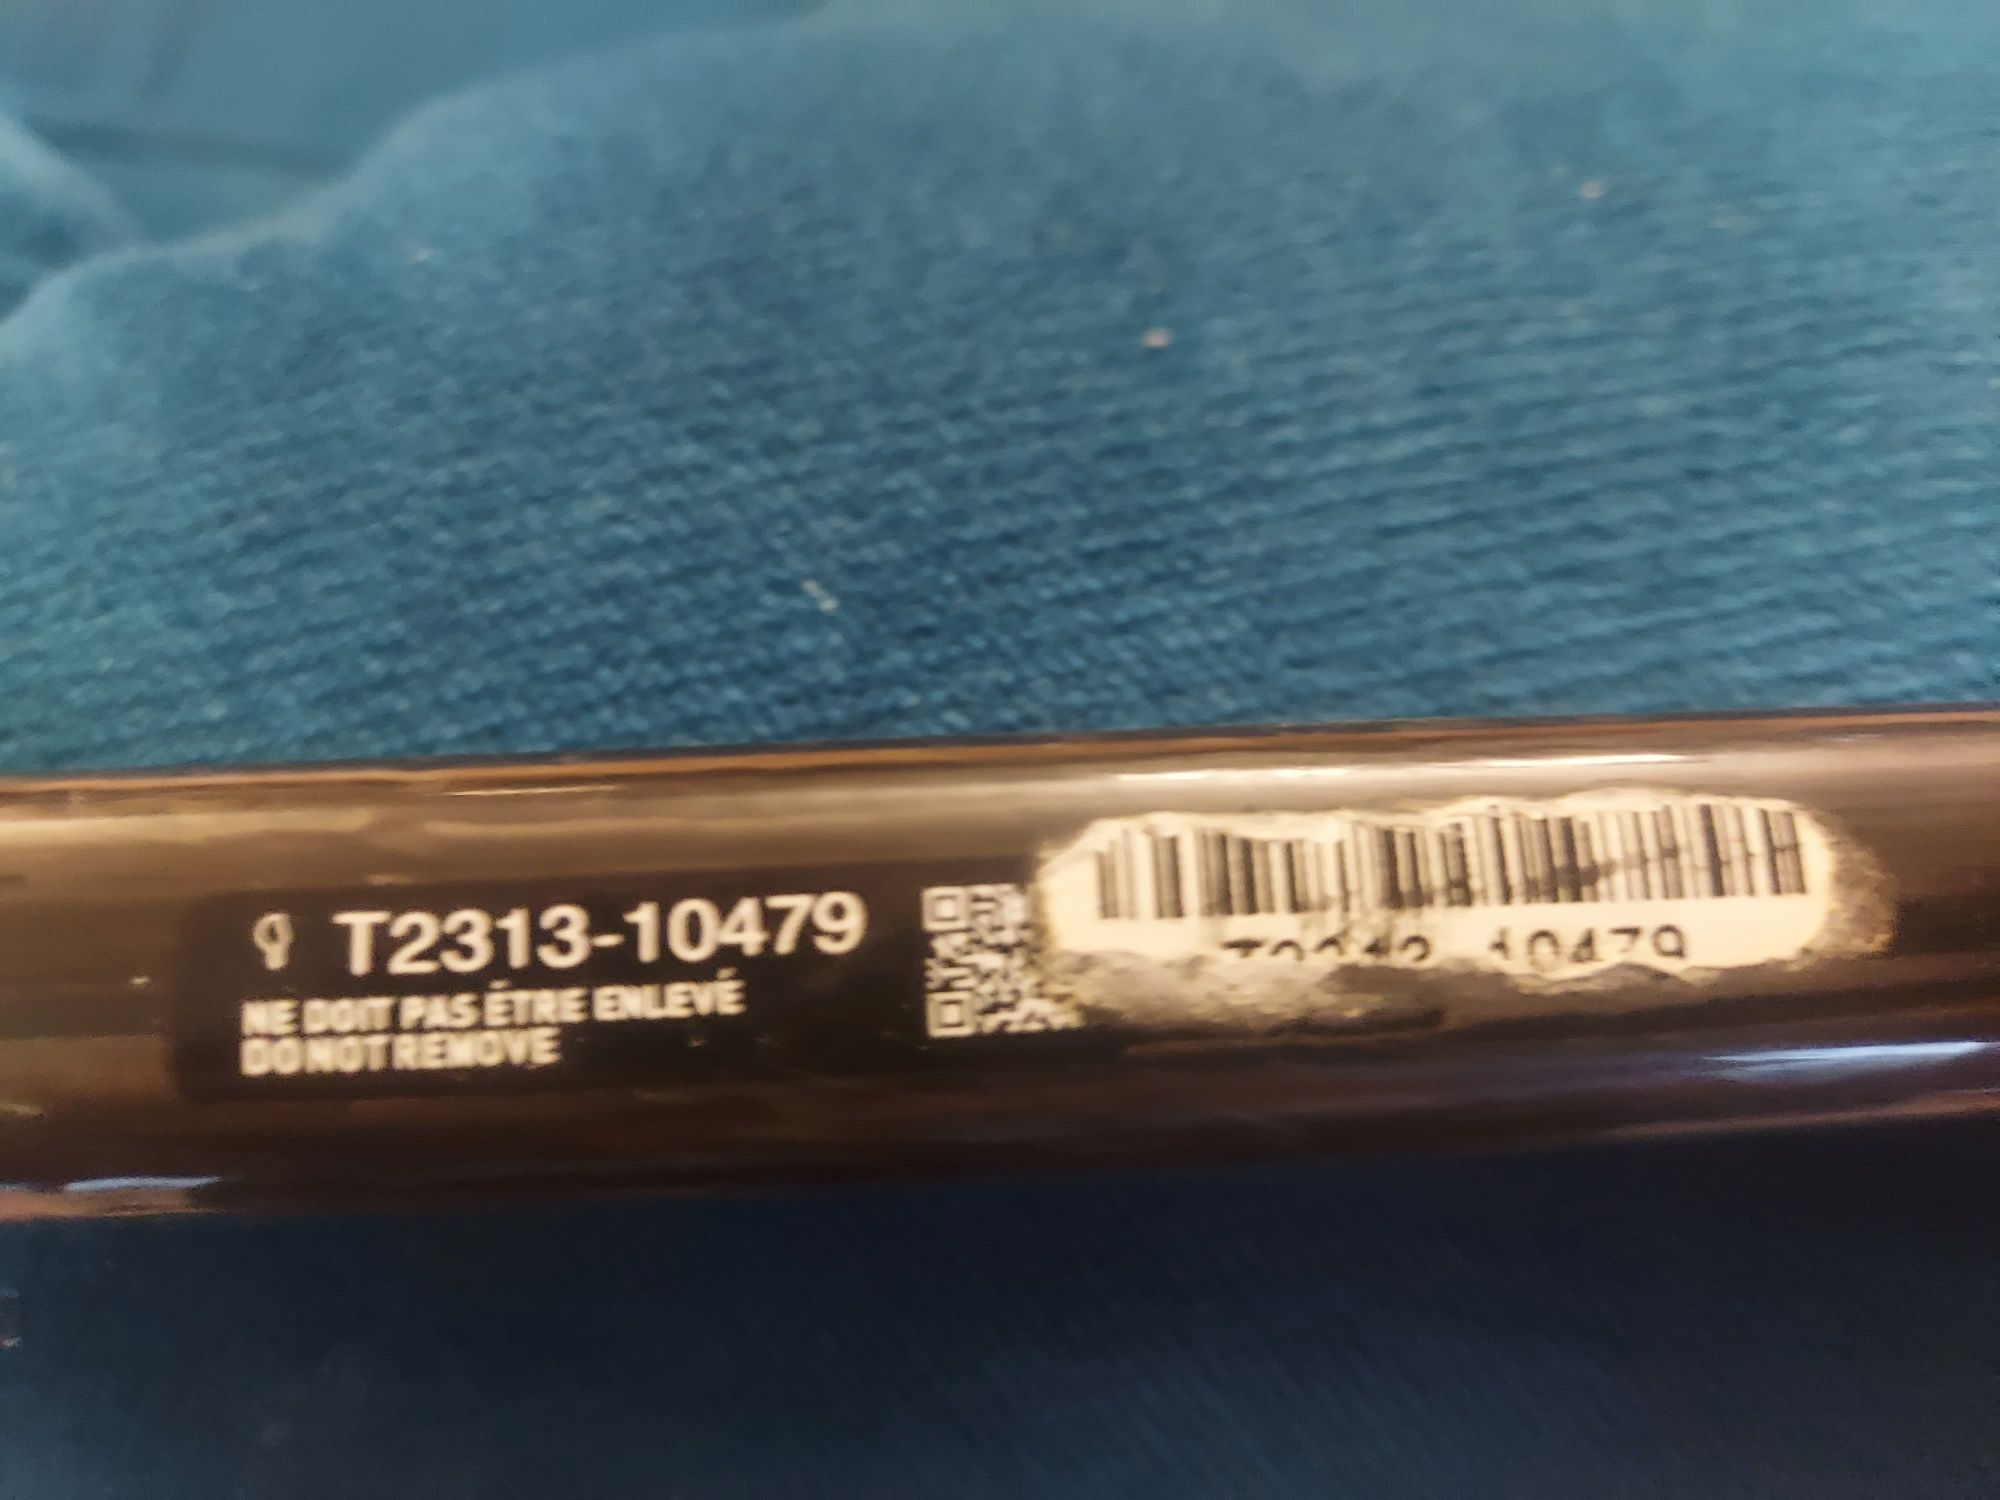 T2313-10479
NE DOIT PAS ÊTRE ENLEVÉ
DO NOT REMOVE
10479